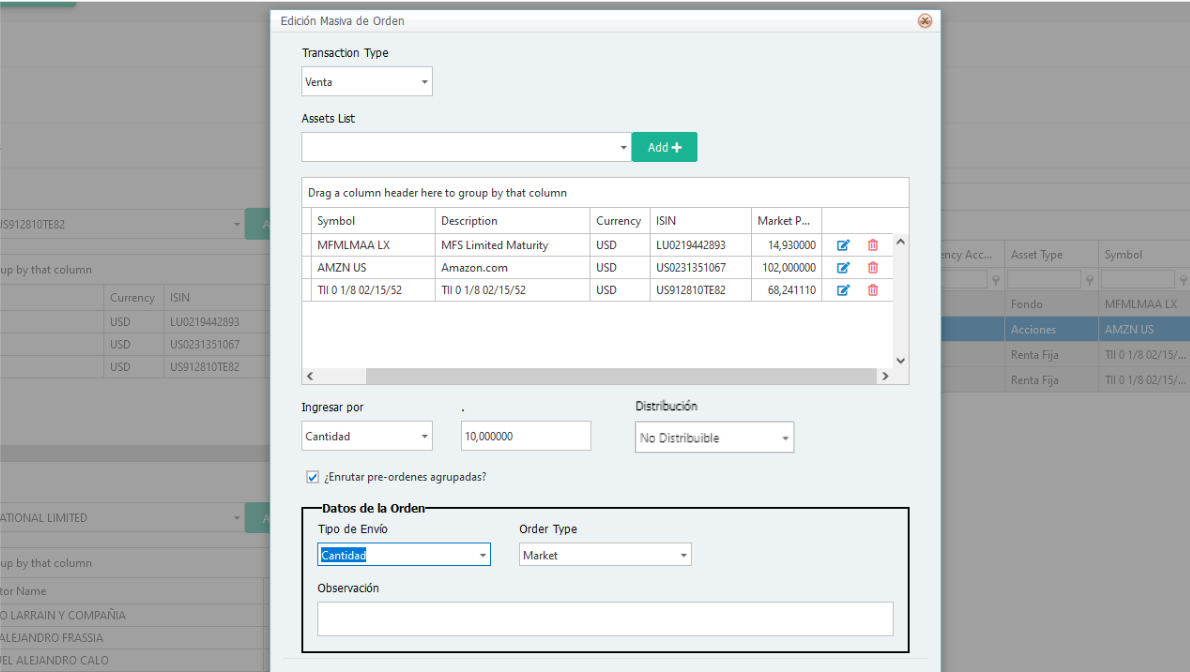 Edición Masiva de Orden
Transaction Type
Venta
Assets List
Add +
Drag a column header here to group by that column
Symbol Description Currency ISIN Market P...
MFMLMAA LX MFS Limited Maturity USD LU0219442893 14,930000
AMZN US Amazon.com USD US0231351067 102,000000
TII 0 1/8 02/15/52 TII 0 1/8 02/15/52 USD US912810TE82 68,241110
Ingresar por . Distribución
Cantidad 10,000000 No Distribuible
¿Enrutar pre-ordenes agrupadas?
Datos de la Orden
Tipo de Envío Order Type
Cantidad Market
Observación
US912810TE82
up by that column
Currency ISIN
USD LU0219442893
USD US0231351067
USD US912810TE82
ATIONAL LIMITED
up by that column
tor Name
O LARRAIN Y COMPAÑIA
ALEJANDRO FRASSIA
UEL ALEJANDRO CALO
ency Acc... Asset Type Symbol
Fondo MFMLMAA LX
Acciones AMZN US
Renta Fija TII 0 1/8 02/15/...
Renta Fija TII 0 1/8 02/15/...